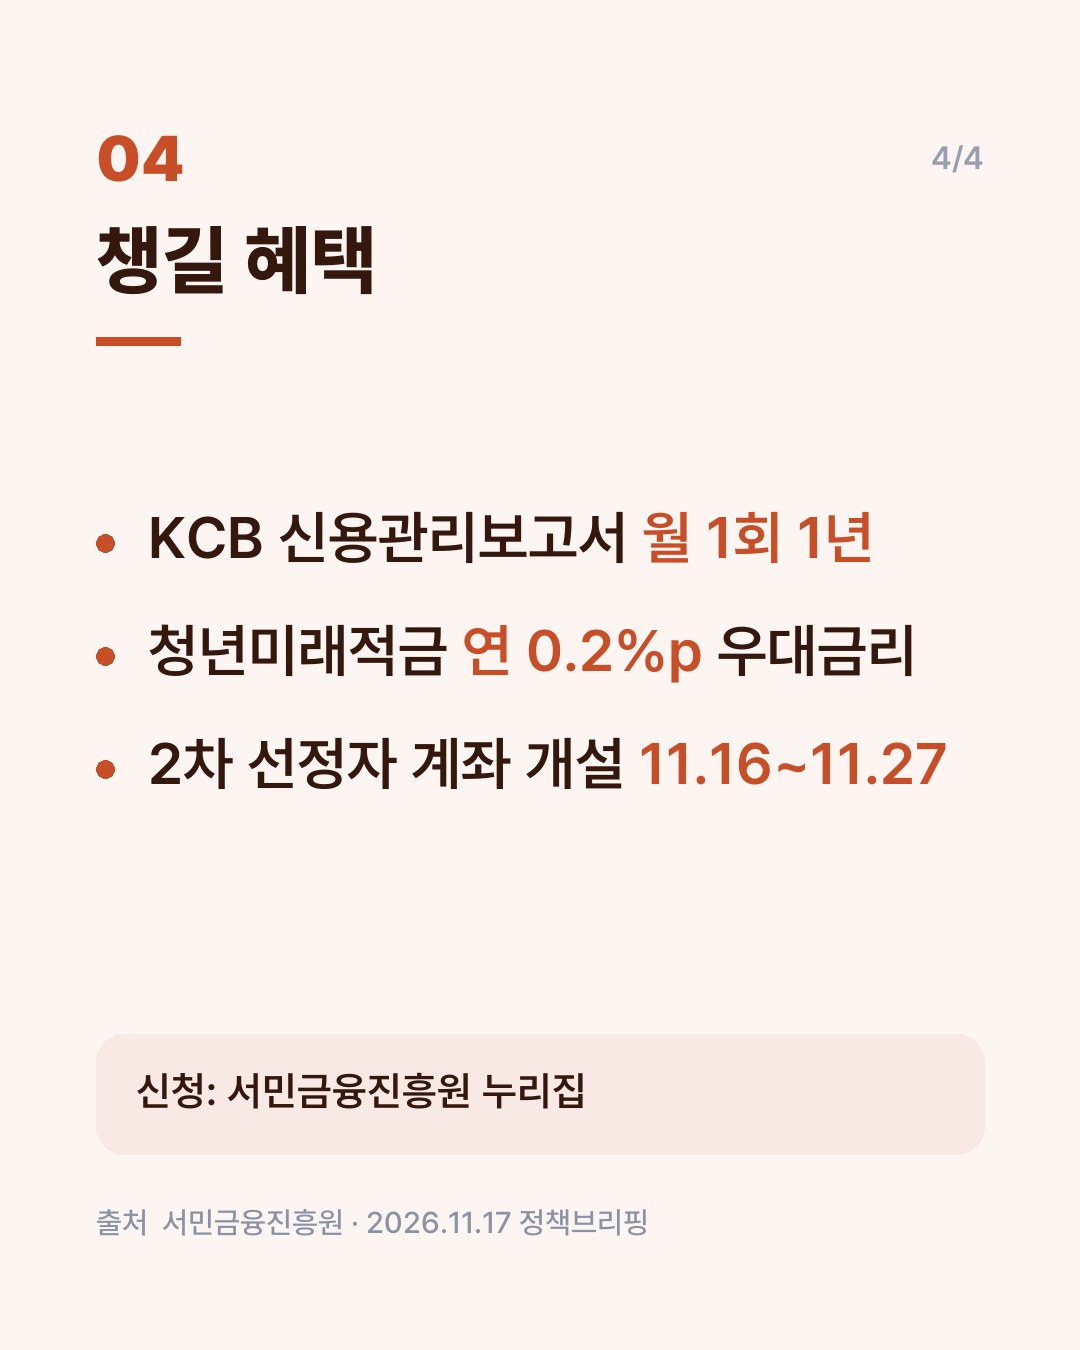 04
4/4
챙길 혜택
• KCB 신용관리보고서 월 1회 1년
• 청년미래적금 연 0.2%p 우대금리
• 2차 선정자 계좌 개설 11.16~11.27
신청: 서민금융진흥원 누리집
출처 서민금융진흥원 · 2026.11.17 정책브리핑